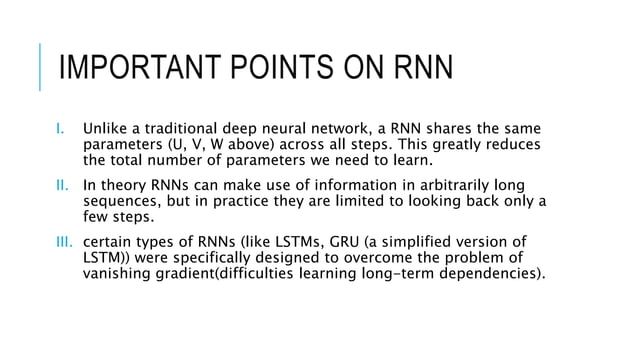 IMPORTANT POINTS ON RNN
I. Unlike a traditional deep neural network, a RNN shares the same
parameters (U, V, W above) across all steps. This greatly reduces
the total number of parameters we need to learn.
II. In theory RNNs can make use of information in arbitrarily long
sequences, but in practice they are limited to looking back only a
few steps.
III. certain types of RNNs (like LSTMs, GRU (a simplified version of
LSTM)) were specifically designed to overcome the problem of
vanishing gradient(difficulties learning long-term dependencies).